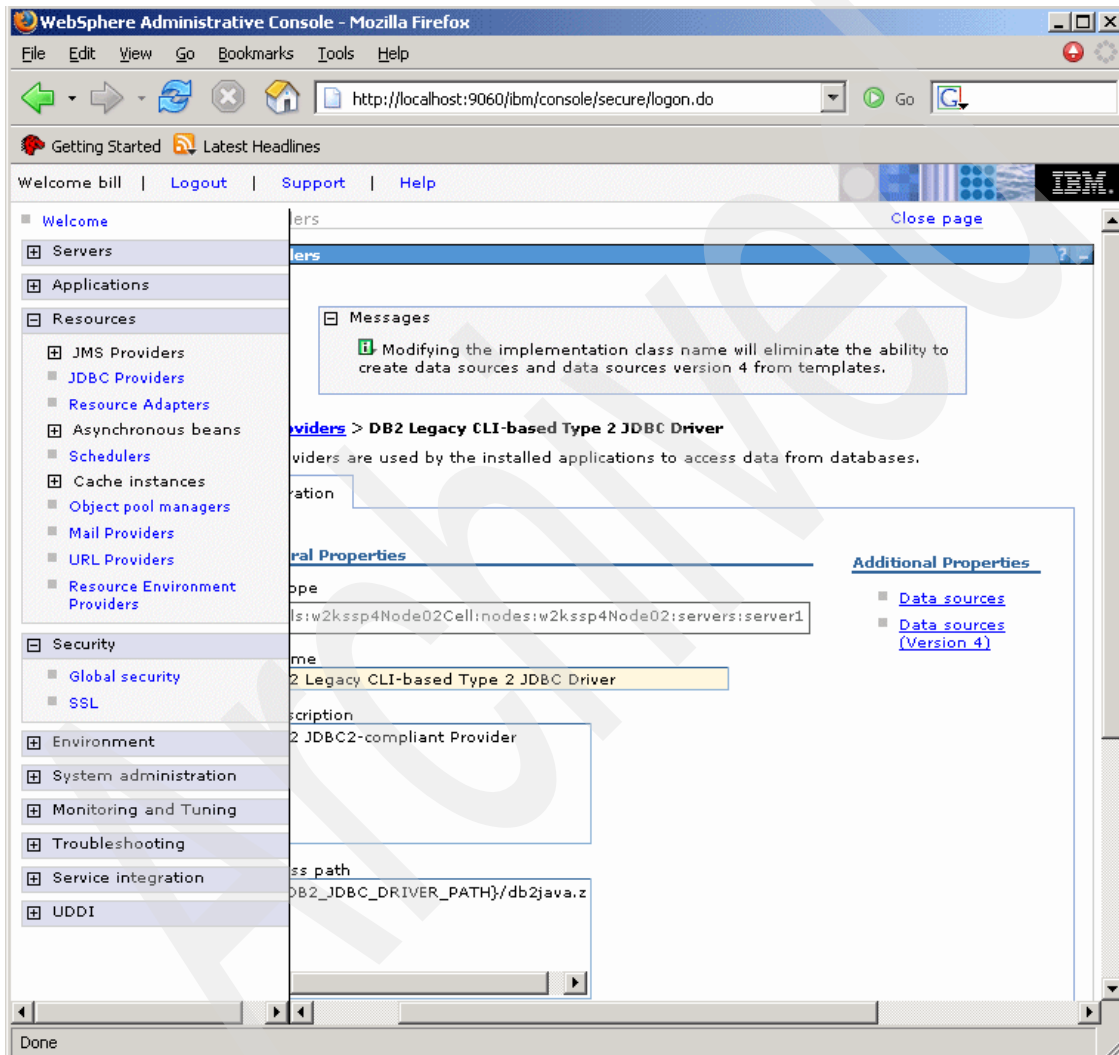 WebSphere Administrative Console - Mozilla Firefox
File Edit View Go Bookmarks Tools Help
http://localhost:9060/ibm/console/secure/logon.do Go G
Getting Started Latest Headlines
Welcome bill | Logout | Support | Help IBM.
Welcome
Servers
Applications
Resources
JMS Providers
JDBC Providers
Resource Adapters
Asynchronous beans
Schedulers
Cache instances
Object pool managers
Mail Providers
URL Providers
Resource Environment
Providers
Security
Global security
SSL
Environment
System administration
Monitoring and Tuning
Troubleshooting
Service integration
UDDI
ders Close page
ders ? -
Messages
Modifying the implementation class name will eliminate the ability to
create data sources and data sources version 4 from templates.
oviders > DB2 Legacy CLI-based Type 2 JDBC Driver
viders are used by the installed applications to access data from databases.
ration
ral Properties
ope
ls:w2kssp4Node02Cell:nodes:w2kssp4Node02:servers:server1
me
2 Legacy CLI-based Type 2 JDBC Driver
scription
2 JDBC2-compliant Provider
ss path
DB2_JDBC_DRIVER_PATH}/db2java.z
Additional Properties
Data sources
Data sources
(Version 4)
Done
Archived